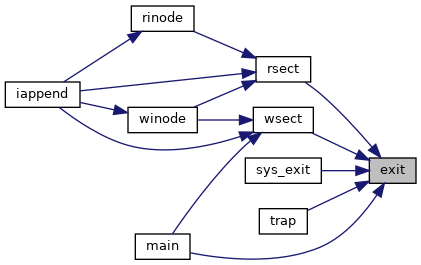 rinode
rsect
iappend
winode
wsect
sys_exit
exit
trap
main